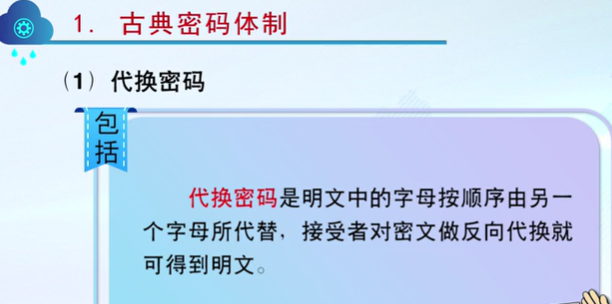 1. 古典密码体制
（1）代换密码
包括
代换密码是明文中的字母按顺序由另一
个字母所代替，接受者对密文做反向代换就
可得到明文。